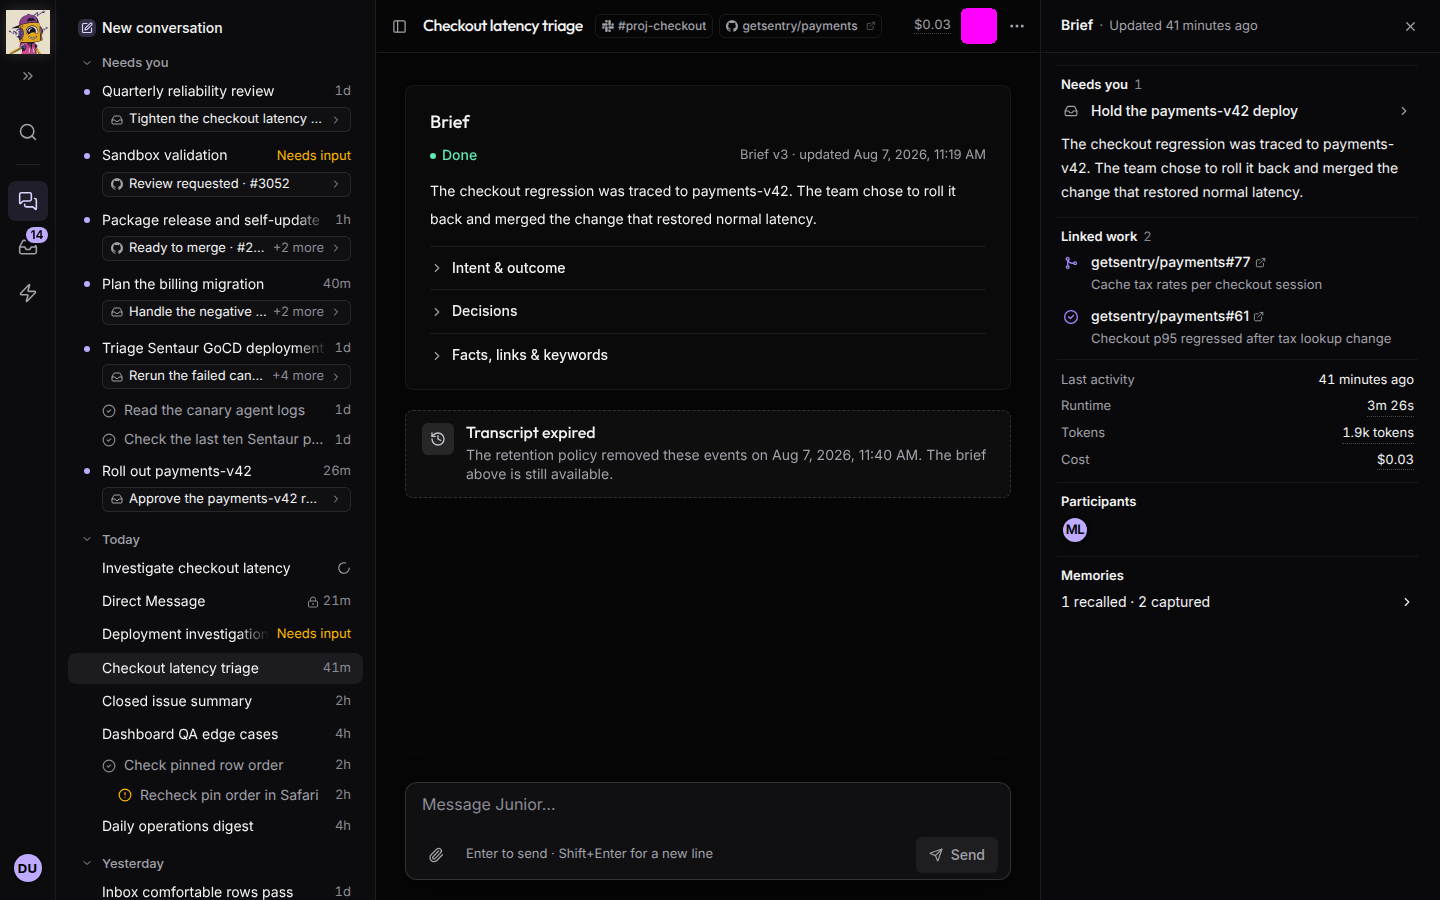 New conversation
Needs you
Quarterly reliability review 1d
Tighten the checkout latency ...
Sandbox validation Needs input
Review requested · #3052
Package release and self-update 1h
Ready to merge · #2... +2 more
Plan the billing migration 40m
Handle the negative ... +2 more
Triage Sentaur GoCD deployment 1d
Rerun the failed can... +4 more
Read the canary agent logs 1d
Check the last ten Sentaur p... 1d
Roll out payments-v42 26m
Approve the payments-v42 r...
Today
Investigate checkout latency
Direct Message 21m
Deployment investigation Needs input
Checkout latency triage 41m
Closed issue summary 2h
Dashboard QA edge cases 4h
Check pinned row order 2h
Recheck pin order in Safari 2h
Daily operations digest 4h
Yesterday
Inbox comfortable rows pass 1d
14
DU
Checkout latency triage #proj-checkout getsentry/payments $0.03
Brief
Done Brief v3 · updated Aug 7, 2026, 11:19 AM
The checkout regression was traced to payments-v42. The team chose to roll it
back and merged the change that restored normal latency.
Intent & outcome
Decisions
Facts, links & keywords
Transcript expired
The retention policy removed these events on Aug 7, 2026, 11:40 AM. The brief
above is still available.
Message Junior...
Enter to send · Shift+Enter for a new line
Send
Brief · Updated 41 minutes ago
Needs you 1
Hold the payments-v42 deploy
The checkout regression was traced to payments-
v42. The team chose to roll it back and merged the
change that restored normal latency.
Linked work 2
getsentry/payments#77
Cache tax rates per checkout session
getsentry/payments#61
Checkout p95 regressed after tax lookup change
Last activity 41 minutes ago
Runtime 3m 26s
Tokens 1.9k tokens
Cost $0.03
Participants
ML
Memories
1 recalled · 2 captured